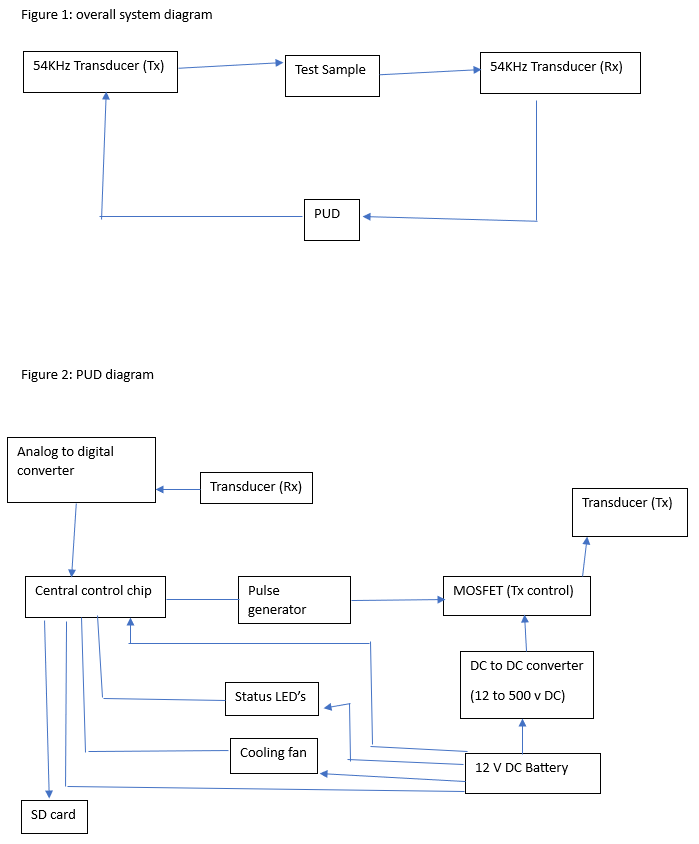 Figure 1: overall system diagram
54KHz Transducer (Tx)
Test Sample
54KHz Transducer (Rx)
PUD
Figure 2: PUD diagram
Analog to digital
converter
Transducer (Rx)
Transducer (Tx)
Central control chip
Pulse
generator
MOSFET (Tx control)
DC to DC converter
(12 to 500 v DC)
Status LED's
Cooling fan
12 V DC Battery
SD card